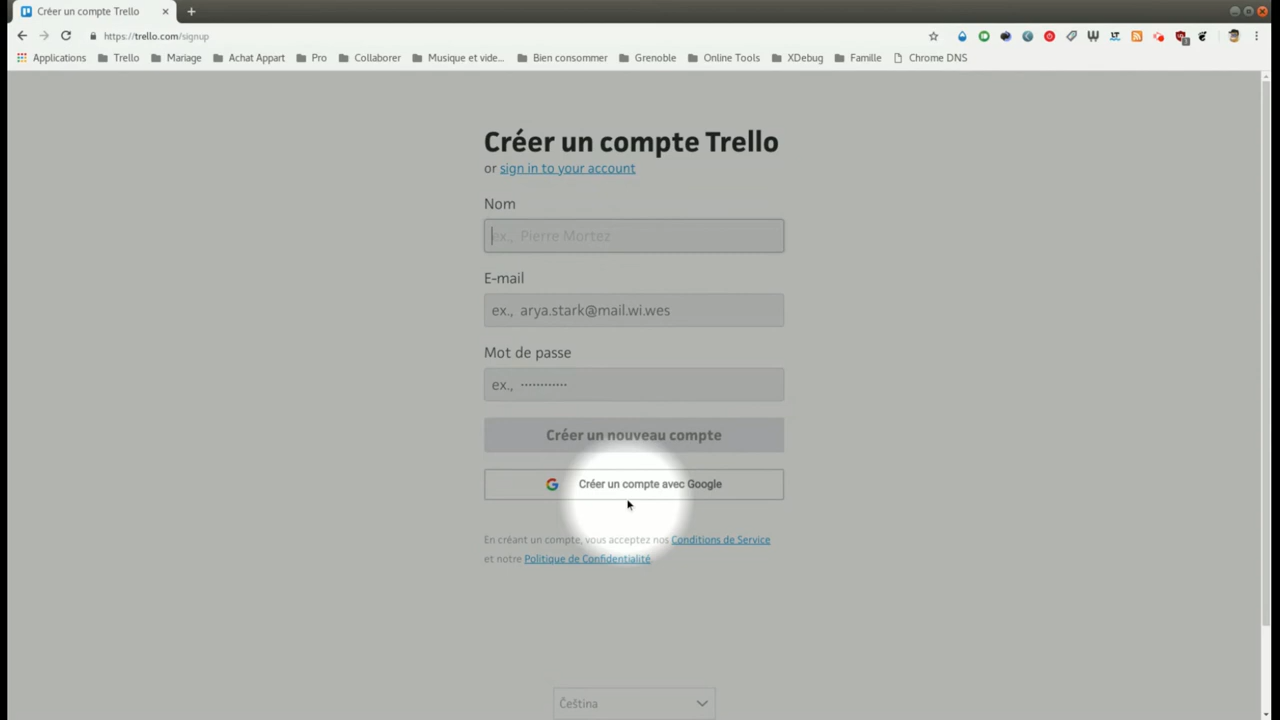 Créer un compte Trello
https://trello.com/signup
Applications Trello Mariage Achat Appart Pro Collaborer Musique et vide... Bien consommer Grenoble Online Tools XDebug Famille Chrome DNS
Créer un compte Trello
or sign in to your account
Nom
ex., Pierre Mortez
E-mail
ex., arya.stark@mail.wi.wes
Mot de passe
ex., ••••••••••••
Créer un nouveau compte
Créer un compte avec Google
En créant un compte, vous acceptez nos Conditions de Service
et notre Politique de Confidentialité.
Čeština